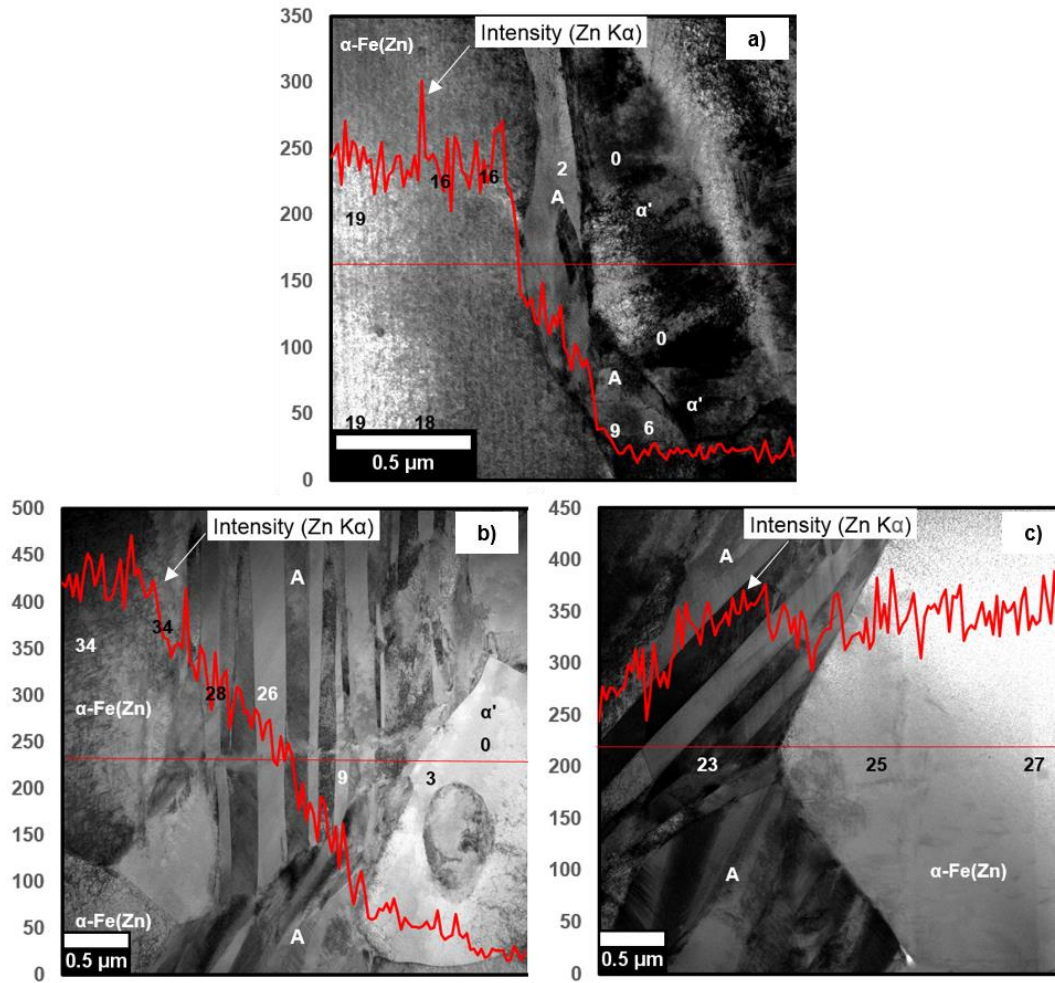 350
300
250
200
150
100
50
0
α-Fe(Zn)
Intensity (Zn Kα)
a)
16
16
19
2
A
0
α'
0
A
α'
19
18
9
6
0.5 µm
500
450
400
350
300
250
200
150
100
50
0
Intensity (Zn Kα)
b)
A
34
34
28
26
α-Fe(Zn)
α'
0
9
3
α-Fe(Zn)
A
0.5 µm
450
400
350
300
250
200
150
100
50
0
Intensity (Zn Kα)
c)
A
23
25
27
A
α-Fe(Zn)
0.5 µm